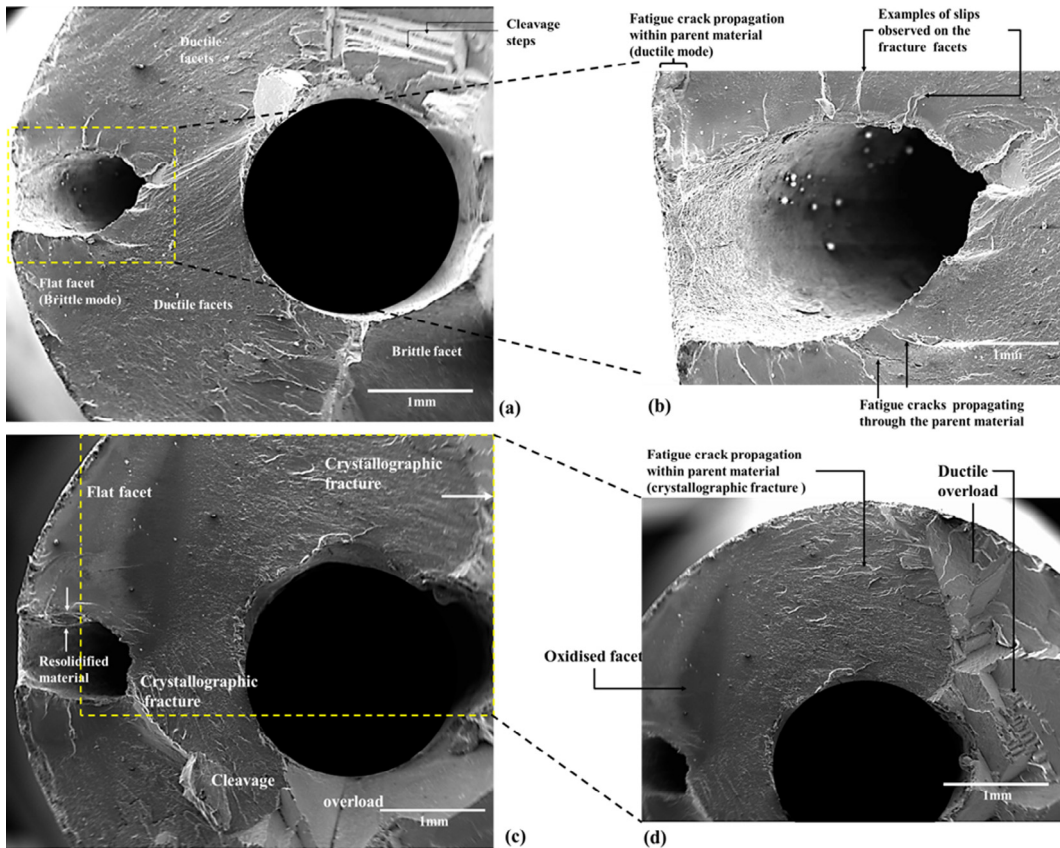 Ductile
facets
Cleavage
steps
Flat facet
(Brittle mode)
Ductile facets
Brittle facet
1mm
(a)
Fatigue crack propagation
within parent material
(ductile mode)
Examples of slips
observed on the
fracture facets
1mm
Fatigue cracks propagating
through the parent material
(b)
Flat facet
Crystallographic
fracture
Resolidified
material
Crystallographic
fracture
Cleavage
overload
1mm
(c)
Fatigue crack propagation
within parent material
(crystallographic fracture )
Ductile
overload
Oxidised facet
1mm
(d)